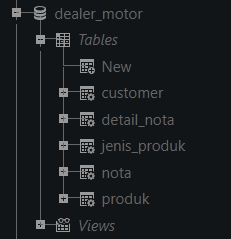 dealer_motor
Tables
New
customer
detail_nota
jenis_produk
nota
produk
Views